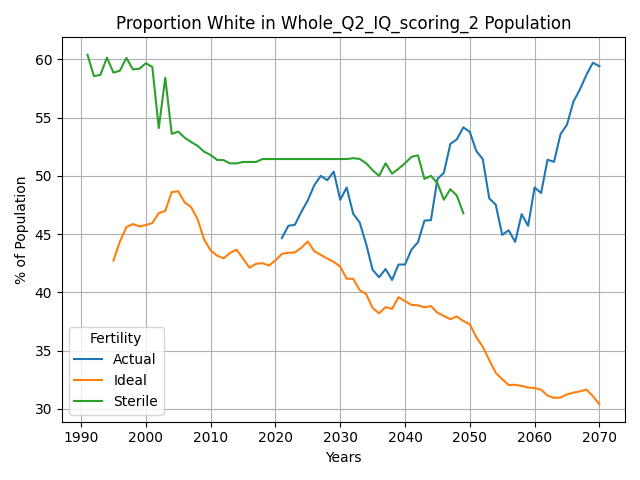 Proportion White in Whole_Q2_IQ_scoring_2 Population
% of Population
60
55
50
45
40
35
30
Fertility
Actual
Ideal
Sterile
1990 2000 2010 2020 2030 2040 2050 2060 2070
Years